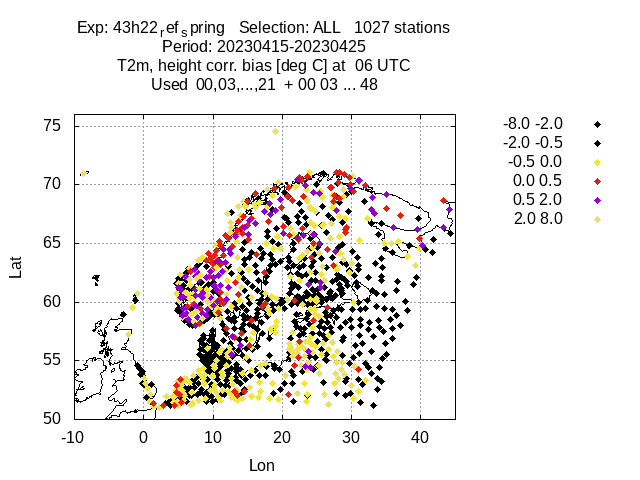 Exp: 43h22ref spring Selection: ALL 1027 stations
Period: 20230415-20230425
T2m, height corr. bias [deg C] at 06 UTC
Used 00,03,...,21 + 00 03 ... 48
-8.0 -2.0
-2.0 -0.5
-0.5 0.0
0.0 0.5
0.5 2.0
2.0 8.0
75
70
65
60
55
50
Lat
-10 0 10 20 30 40
Lon